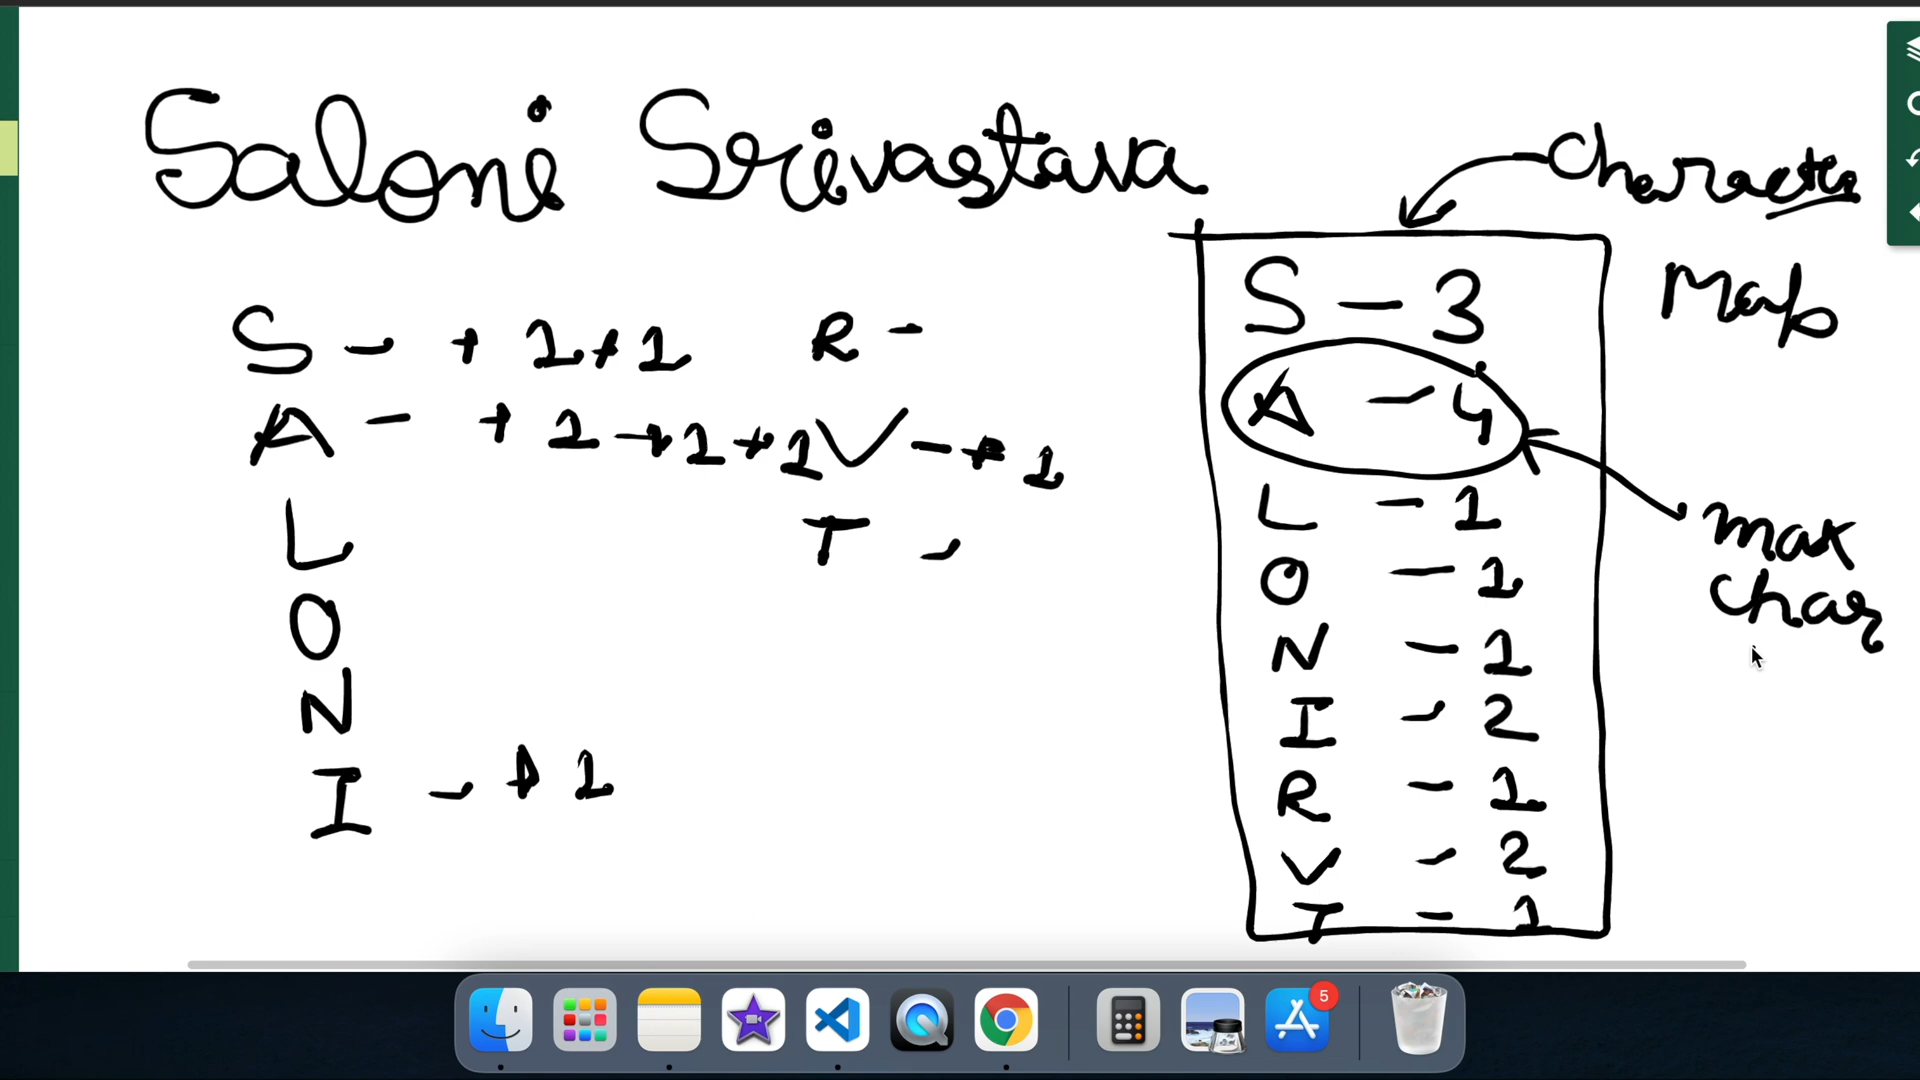 Saloni Srivastava
S - + 1 + 1
A - + 1 + 1 + 1
L
O
N
I - + 1
R -
V - + 1
T -
Character
Map
S - 3
A - 4
L - 1
O - 1
N - 1
I - 2
R - 1
V - 2
T - 1
max
char
5